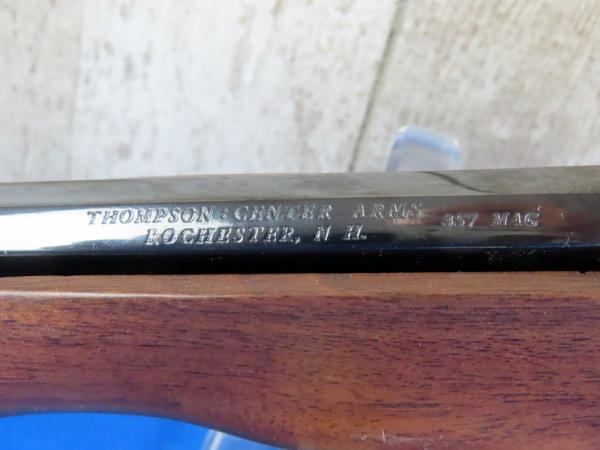 THOMPSON : CENTER ARMS 357 MAG
ROCHESTER, N H.